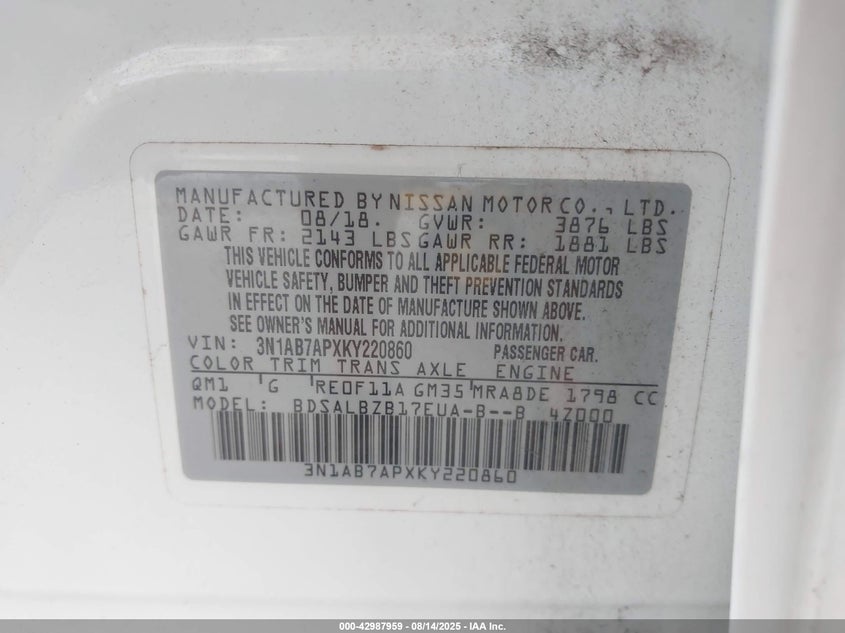 MANUFACTURED BY NISSAN MOTOR CO., LTD.
DATE: 08/18. GVWR: 3876 LBS
GAWR FR: 2143 LBS GAWR RR: 1881 LBS
THIS VEHICLE CONFORMS TO ALL APPLICABLE FEDERAL MOTOR
VEHICLE SAFETY, BUMPER AND THEFT PREVENTION STANDARDS
IN EFFECT ON THE DATE OF MANUFACTURE SHOWN ABOVE.
SEE OWNER'S MANUAL FOR ADDITIONAL INFORMATION.
VIN: 3N1AB7APXKY220860 PASSENGER CAR.
COLOR TRIM TRANS AXLE ENGINE
QM1 'G 'RE0F11A GM35 'MRA8DE 1798 CC
MODEL: BDSALBZB17EUA-B--B 4Z000
3N1AB7APXKY220860
000-42987959 - 08/14/2025 - IAA Inc.